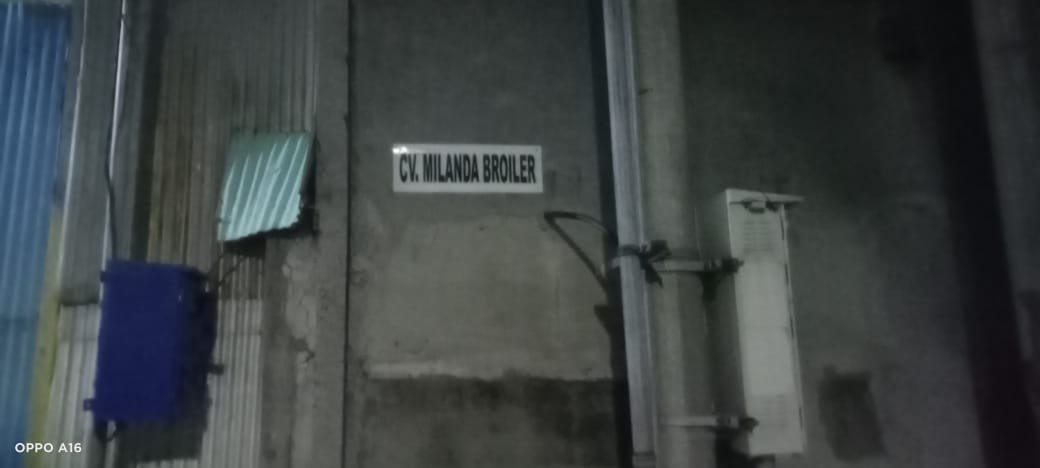 CV. MILANDA BROILER
OPPO A16